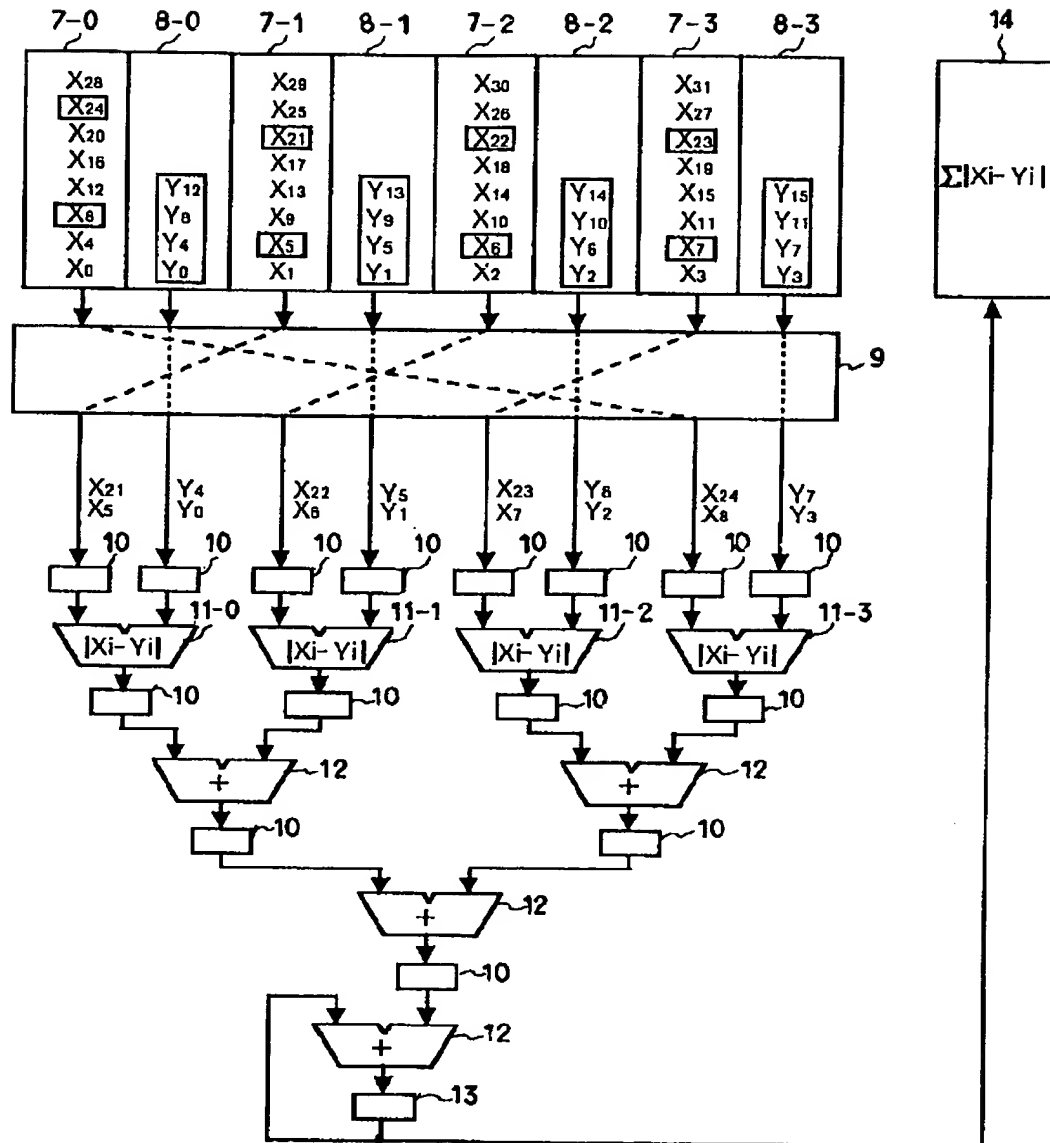 7-0 8-0 7-1 8-1 7-2 8-2 7-3 8-3 14
X28 X29 X30 X31
X24 X25 X26 X27
X20 X21 X22 X23
X16 X17 X18 X19
X12 Y12 X13 Y13 X14 Y14 X15 Y15
X8 Y8 X9 Y9 X10 Y10 X11 Y11
X4 Y4 X5 Y5 X6 Y6 X7 Y7
X0 Y0 X1 Y1 X2 Y2 X3 Y3
Σ|Xi-Yi|
9
X21 Y4 X22 Y5 X23 Y6 X24 Y7
X5 Y0 X6 Y1 X7 Y2 X8 Y3
10 10 10 10 10 10 10 10
11-0 11-1 11-2 11-3
|Xi-Yi| |Xi-Yi| |Xi-Yi| |Xi-Yi|
10 10 10 10
+ 12 + 12
10 10
+ 12
10
+ 12
13